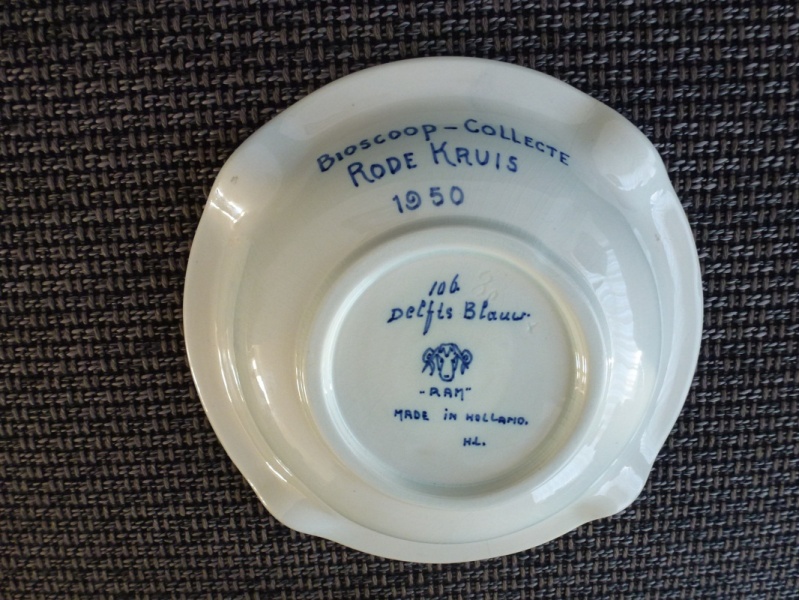 BIOSCOOP - COLLECTE
RODE KRUIS
1950
106
Delfts Blauw.
-RAM"
MADE IN HOLLAND.
HL.